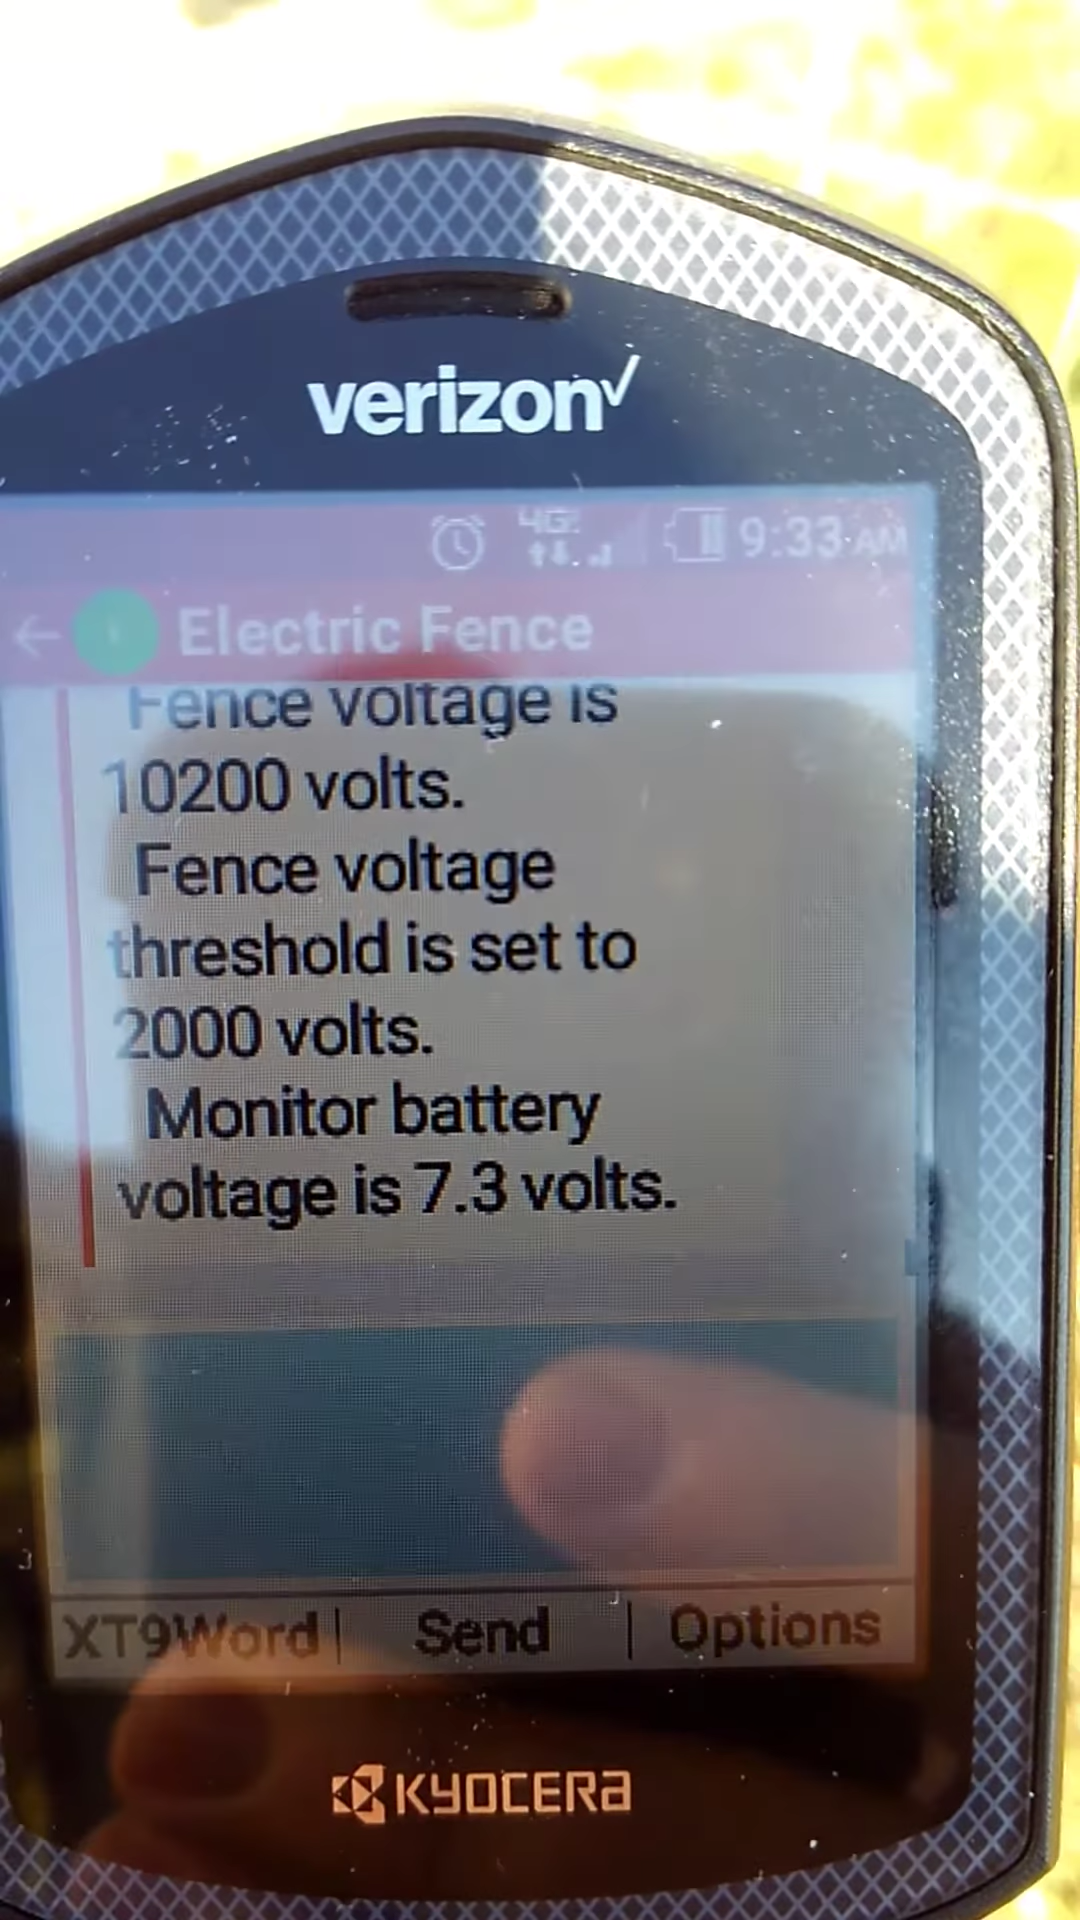 verizon
4G 9:33 AM
Electric Fence
Fence voltage is
10200 volts.
Fence voltage
threshold is set to
2000 volts.
Monitor battery
voltage is 7.3 volts.
XT9Word | Send | Options
KYOCERA